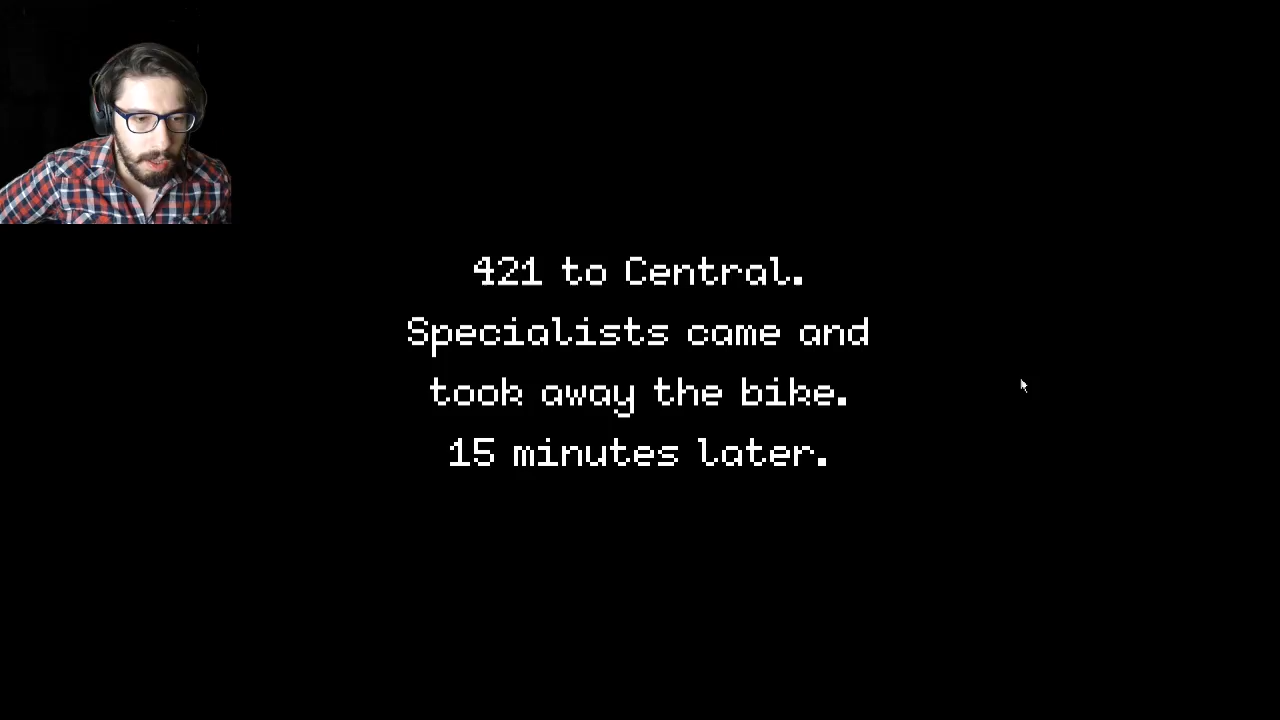 421 to Central.
Specialists came and
took away the bike.
15 minutes later.